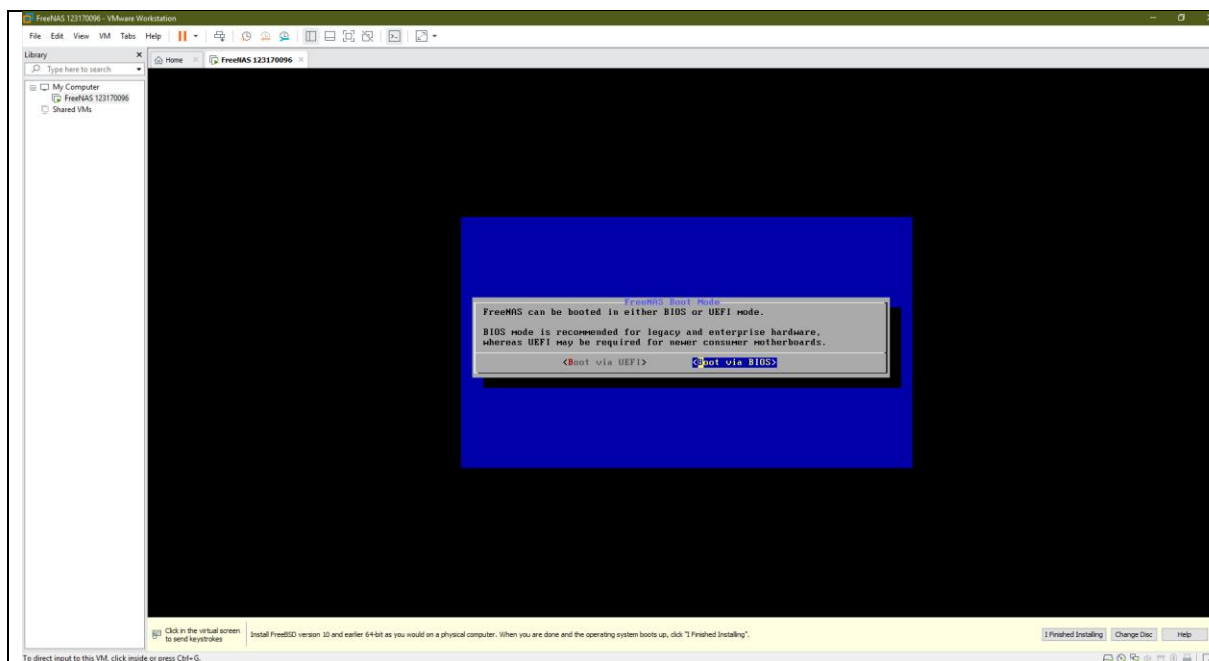 FreeNAS 123170096 - VMware Workstation
File Edit View VM Tabs Help
Library
Type here to search
My Computer
FreeNAS 123170096
Shared VMs
Home
FreeNAS 123170096
FreeNAS Boot Mode
FreeNAS can be booted in either BIOS or UEFI mode.
BIOS mode is recommended for legacy and enterprise hardware,
whereas UEFI may be required for newer consumer motherboards.
<Boot via UEFI> <Boot via BIOS>
Click in the virtual screen
to send keystrokes
Install FreeBSD version 10 and earlier 64-bit as you would on a physical computer. When you are done and the operating system boots up, click "I Finished Installing".
I Finished Installing Change Disc Help
To direct input to this VM, click inside or press Ctrl+G.